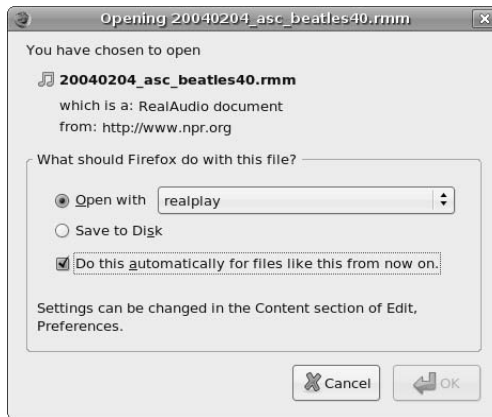 Opening 20040204_asc_beatles40.rmm
You have chosen to open
20040204_asc_beatles40.rmm
which is a: RealAudio document
from: http://www.npr.org
What should Firefox do with this file?
Open with realplay
Save to Disk
Do this automatically for files like this from now on.
Settings can be changed in the Content section of Edit,
Preferences.
Cancel OK